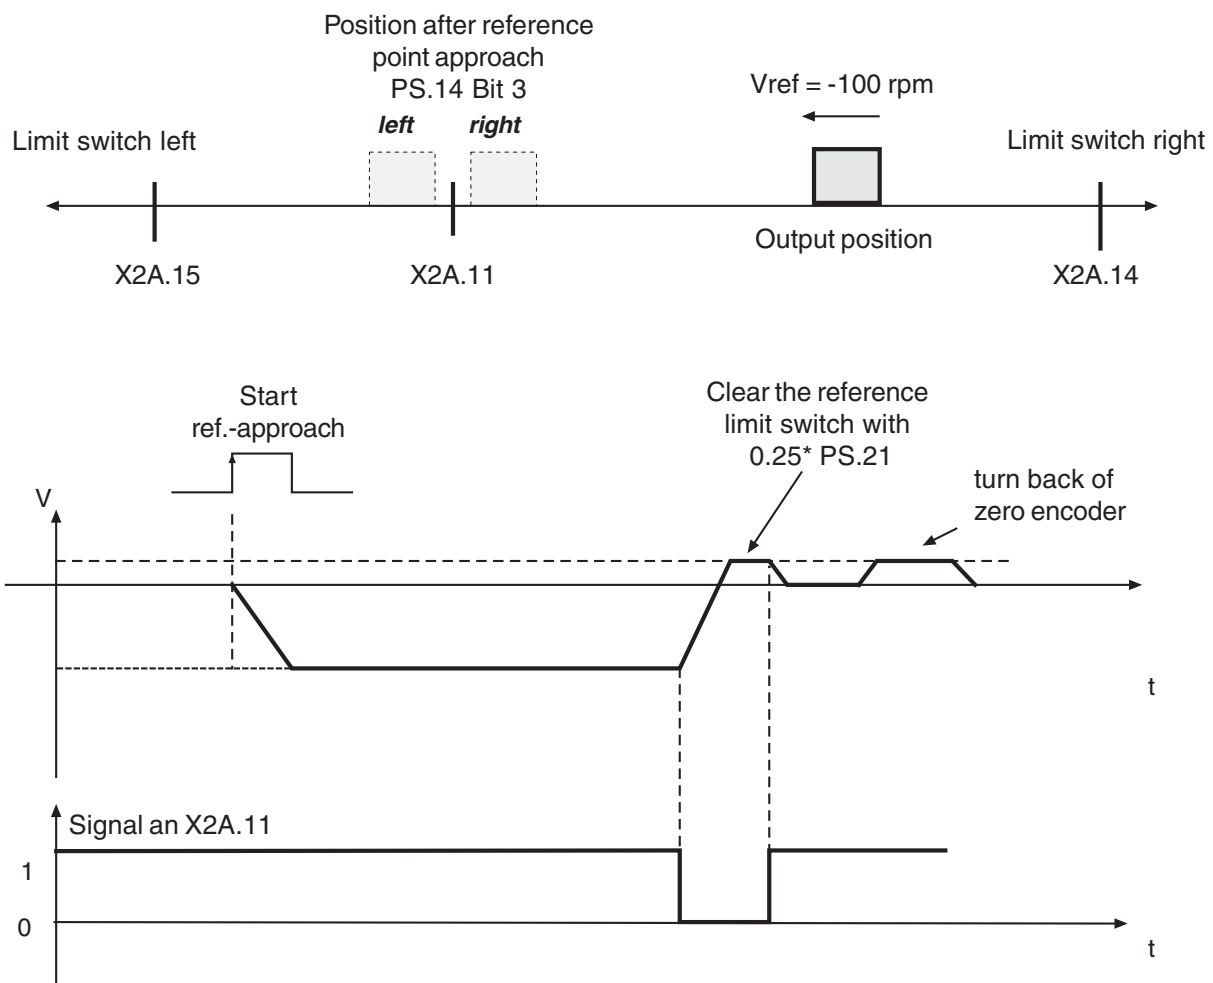 Position after reference
point approach
PS.14 Bit 3
left right
Vref = -100 rpm
Limit switch left
Limit switch right
Output position
X2A.15
X2A.11
X2A.14
Start
ref.-approach
Clear the reference
limit switch with
0.25* PS.21
turn back of
zero encoder
V
t
Signal an X2A.11
1
0
t